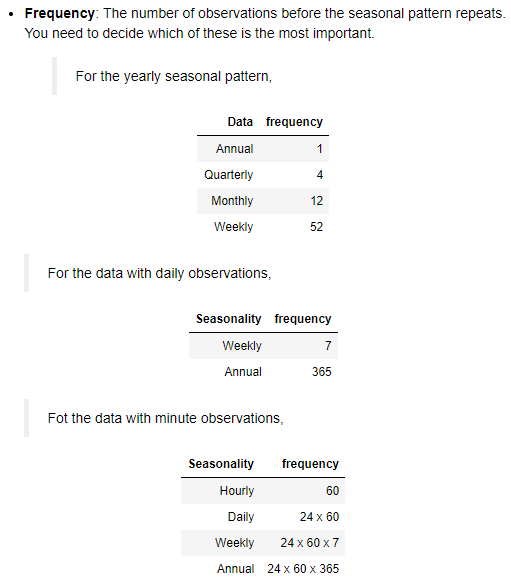 Frequency: The number of observations before the seasonal pattern repeats.
You need to decide which of these is the most important.
For the yearly seasonal pattern,
Data frequency
Annual 1
Quarterly 4
Monthly 12
Weekly 52
For the data with daily observations,
Seasonality frequency
Weekly 7
Annual 365
Fot the data with minute observations,
Seasonality frequency
Hourly 60
Daily 24 x 60
Weekly 24 x 60 x 7
Annual 24 x 60 x 365